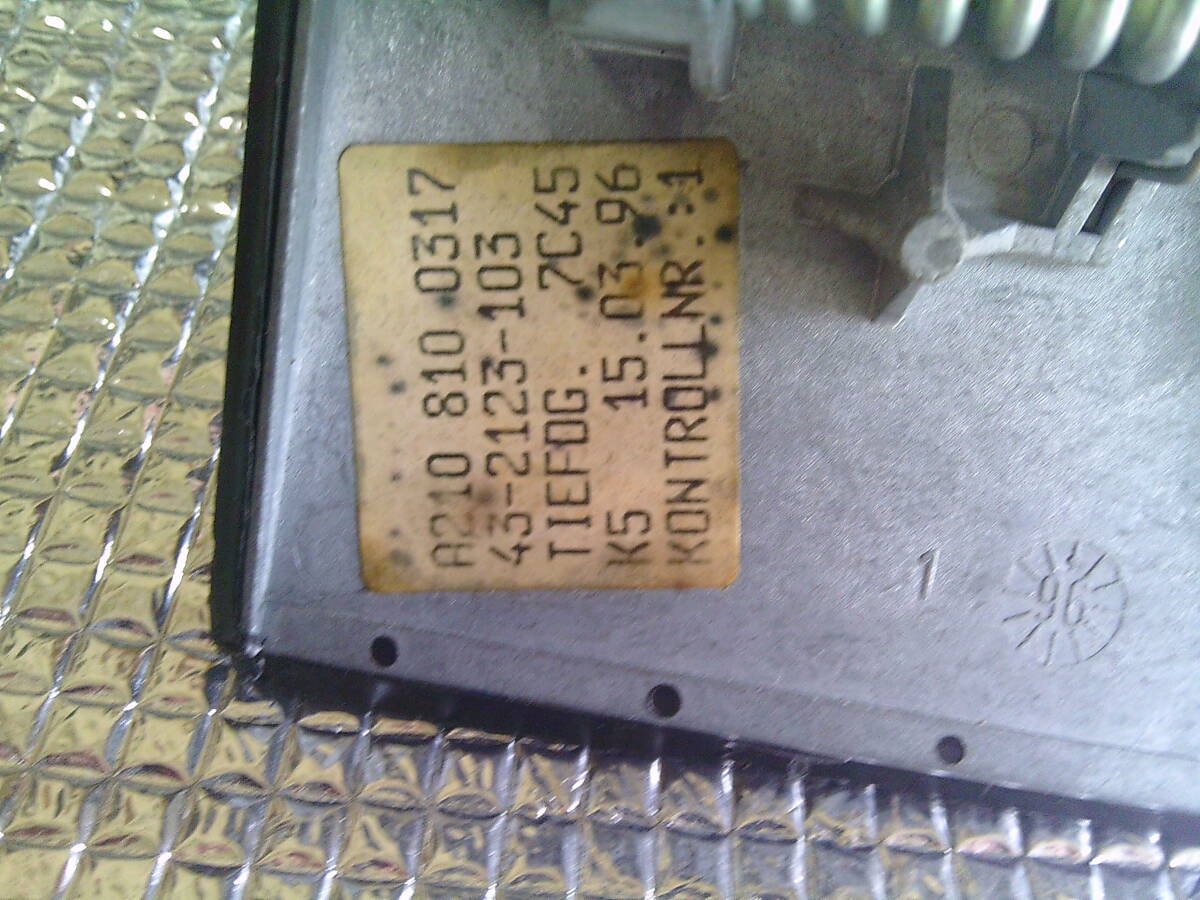 A210 810 0317
43-2123-103
TIEFDG. 7C45
K5 15.03.96
KONTROLLNR.:1
1
96